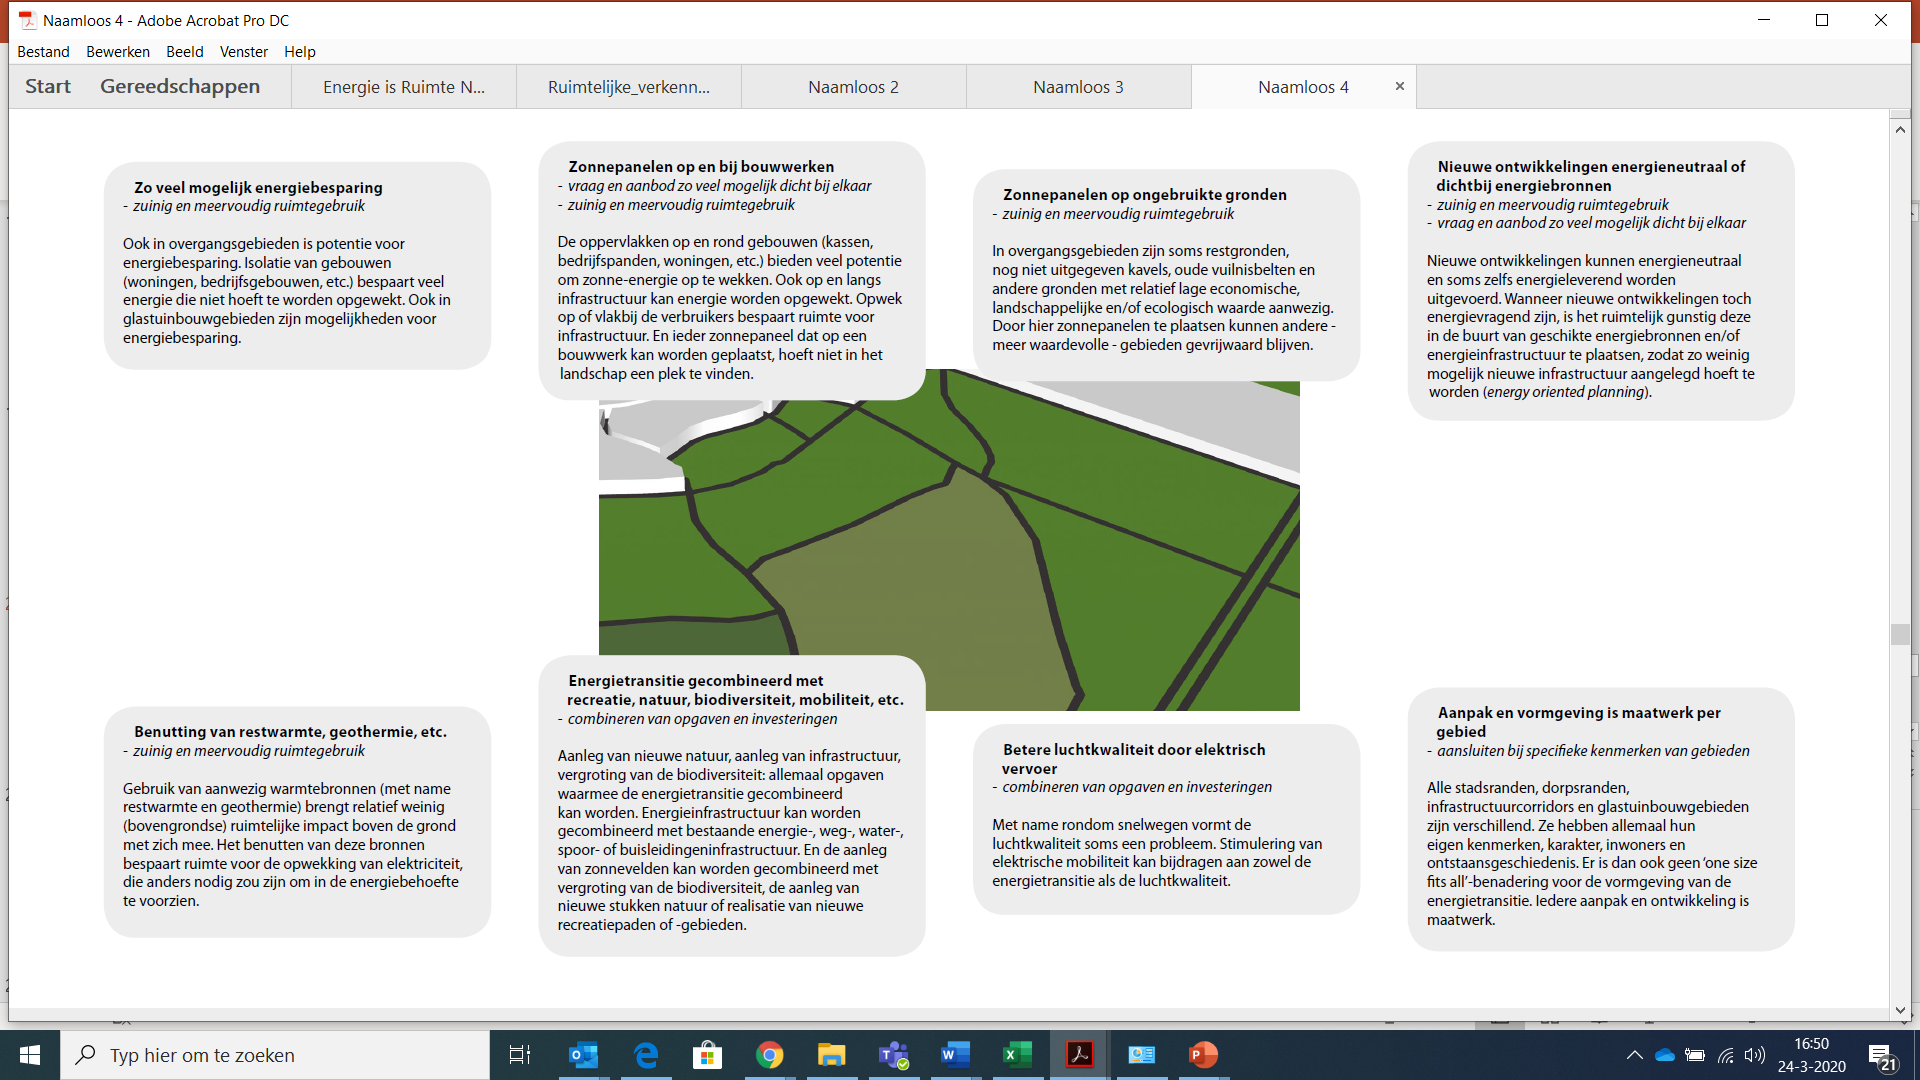 Naamloos 4 - Adobe Acrobat Pro DC
Bestand Bewerken Beeld Venster Help
Start Gereedschappen Energie is Ruimte N... Ruimtelijke_verkenn... Naamloos 2 Naamloos 3 Naamloos 4
Zo veel mogelijk energiebesparing
- zuinig en meervoudig ruimtegebruik
Ook in overgangsgebieden is potentie voor
energiebesparing. Isolatie van gebouwen
(woningen, bedrijfsgebouwen, etc.) bespaart veel
energie die niet hoeft te worden opgewekt. Ook in
glastuinbouwgebieden zijn mogelijkheden voor
energiebesparing.
Zonnepanelen op en bij bouwwerken
- vraag en aanbod zo veel mogelijk dicht bij elkaar
- zuinig en meervoudig ruimtegebruik
De oppervlakken op en rond gebouwen (kassen,
bedrijfspanden, woningen, etc.) bieden veel potentie
om zonne-energie op te wekken. Ook op en langs
infrastructuur kan energie worden opgewekt. Opwek
op of vlakbij de verbruikers bespaart ruimte voor
infrastructuur. En ieder zonnepaneel dat op een
bouwwerk kan worden geplaatst, hoeft niet in het
landschap een plek te vinden.
Zonnepanelen op ongebruikte gronden
- zuinig en meervoudig ruimtegebruik
In overgangsgebieden zijn soms restgronden,
nog niet uitgegeven kavels, oude vuilnisbelten en
andere gronden met relatief lage economische,
landschappelijke en/of ecologisch waarde aanwezig.
Door hier zonnepanelen te plaatsen kunnen andere -
meer waardevolle - gebieden gevrijwaard blijven.
Nieuwe ontwikkelingen energieneutraal of
dichtbij energiebronnen
- zuinig en meervoudig ruimtegebruik
- vraag en aanbod zo veel mogelijk dicht bij elkaar
Nieuwe ontwikkelingen kunnen energieneutraal
en soms zelfs energieleverend worden
uitgevoerd. Wanneer nieuwe ontwikkelingen toch
energievragend zijn, is het ruimtelijk gunstig deze
in de buurt van geschikte energiebronnen en/of
energieinfrastructuur te plaatsen, zodat zo weinig
mogelijk nieuwe infrastructuur aangelegd hoeft te
worden (energy oriented planning).
Benutting van restwarmte, geothermie, etc.
- zuinig en meervoudig ruimtegebruik
Gebruik van aanwezig warmtebronnen (met name
restwarmte en geothermie) brengt relatief weinig
(bovengrondse) ruimtelijke impact boven de grond
met zich mee. Het benutten van deze bronnen
bespaart ruimte voor de opwekking van elektriciteit,
die anders nodig zou zijn om in de energiebehoefte
te voorzien.
Energietransitie gecombineerd met
recreatie, natuur, biodiversiteit, mobiliteit, etc.
- combineren van opgaven en investeringen
Aanleg van nieuwe natuur, aanleg van infrastructuur,
vergroting van de biodiversiteit: allemaal opgaven
waarmee de energietransitie gecombineerd
kan worden. Energieinfrastructuur kan worden
gecombineerd met bestaande energie-, weg-, water-,
spoor- of buisleidingeninfrastructuur. En de aanleg
van zonnevelden kan worden gecombineerd met
vergroting van de biodiversiteit, de aanleg van
nieuwe stukken natuur of realisatie van nieuwe
recreatiepaden of -gebieden.
Betere luchtkwaliteit door elektrisch
vervoer
- combineren van opgaven en investeringen
Met name rondom snelwegen vormt de
luchtkwaliteit soms een probleem. Stimulering van
elektrische mobiliteit kan bijdragen aan zowel de
energietransitie als de luchtkwaliteit.
Aanpak en vormgeving is maatwerk per
gebied
- aansluiten bij specifieke kenmerken van gebieden
Alle stadsranden, dorpsranden,
infrastructuurcorridors en glastuinbouwgebieden
zijn verschillend. Ze hebben allemaal hun
eigen kenmerken, karakter, inwoners en
ontstaansgeschiedenis. Er is dan ook geen ‘one size
fits all’-benadering voor de vormgeving van de
energietransitie. Iedere aanpak en ontwikkeling is
maatwerk.
Typ hier om te zoeken
16:50
24-3-2020
21